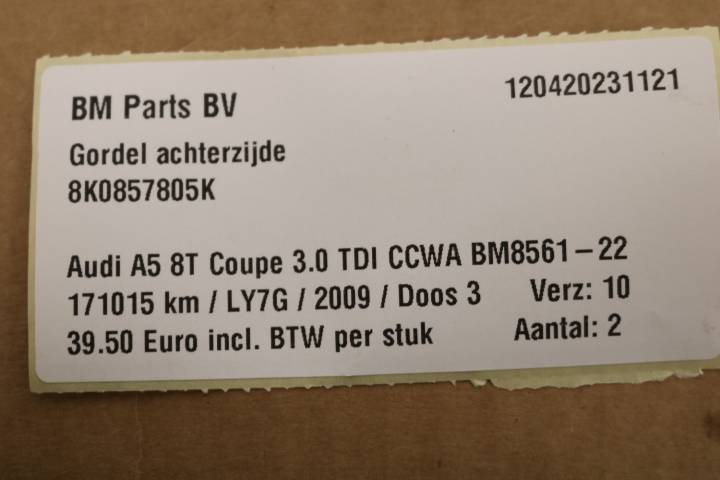 BM Parts BV
120420231121
Gordel achterzijde
8K0857805K
Audi A5 8T Coupe 3.0 TDI CCWA BM8561-22
171015 km / LY7G / 2009 / Doos 3 Verz: 10
39.50 Euro incl. BTW per stuk Aantal: 2